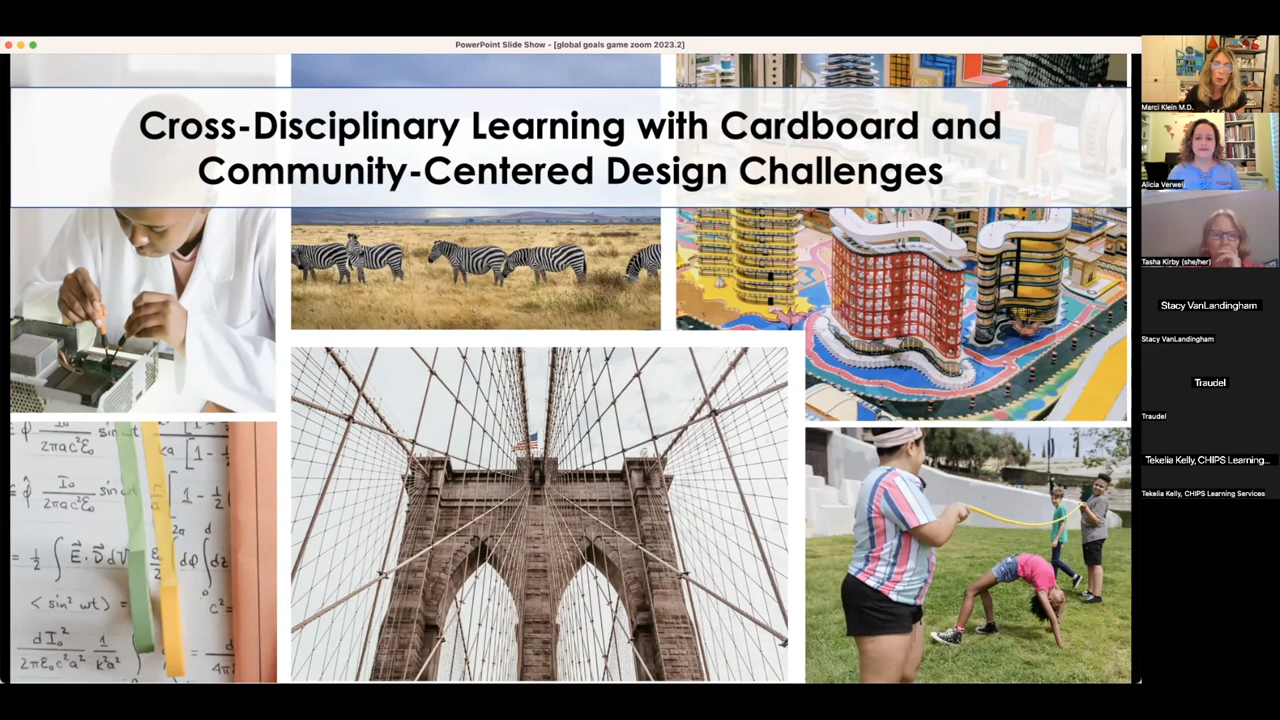 PowerPoint Slide Show - [global goals game zoom 2023.2]
Cross-Disciplinary Learning with Cardboard and
Community-Centered Design Challenges
Marci Klein M.D.
Alicia Verweij
Tasha Kirby (she/her)
Stacy VanLandingham
Stacy VanLandingham
Traudel
Traudel
Tekelia Kelly, CHIPS Learning...
Tekelia Kelly, CHIPS Learning Services